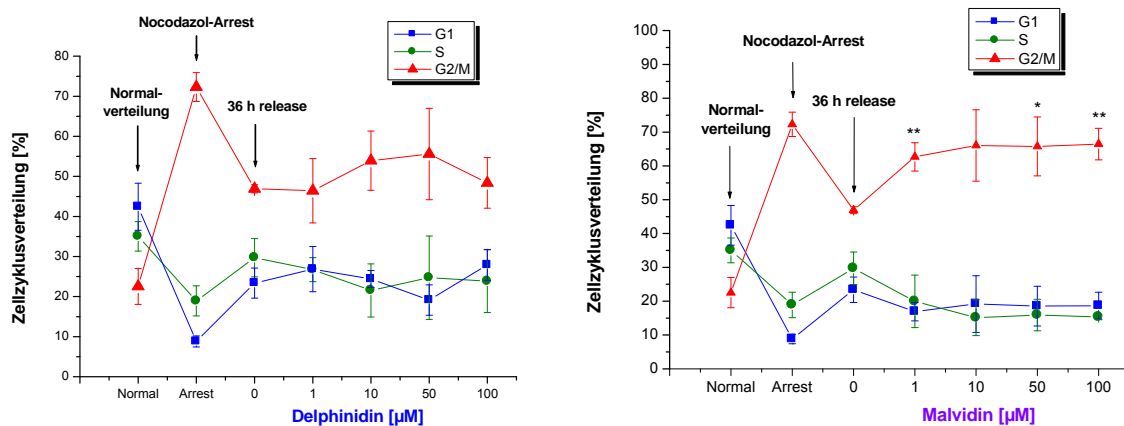 Nocodazol-Arrest
G1
S
G2/M
Normal-
verteilung
36 h release
Zellzyklusverteilung [%]
80
70
60
50
40
30
20
10
0
Normal
Arrest
0
1
10
50
100
Delphinidin [µM]
Nocodazol-Arrest
G1
S
G2/M
Normal-
verteilung
36 h release
**
*
**
Zellzyklusverteilung [%]
100
90
80
70
60
50
40
30
20
10
0
Normal
Arrest
0
1
10
50
100
Malvidin [µM]